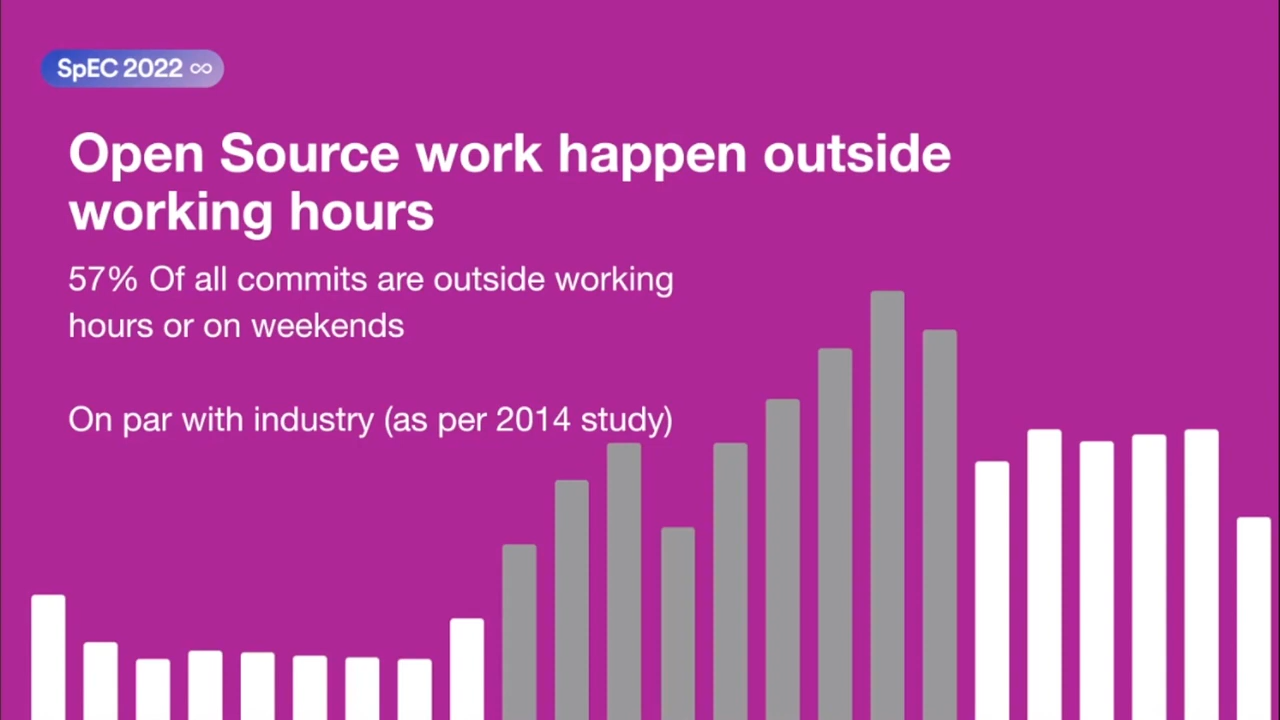 SpEC 2022 ∞
Open Source work happen outside
working hours
57% Of all commits are outside working
hours or on weekends
On par with industry (as per 2014 study)